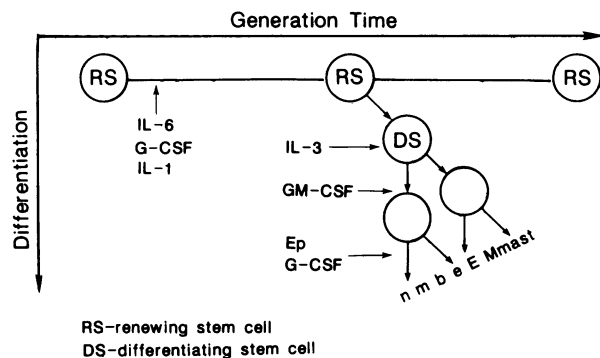 Generation Time
Differentiation
RS
RS
RS
IL-6
G-CSF
IL-1
IL-3
DS
GM-CSF
Ep
G-CSF
n m b e E M mast
RS-renewing stem cell
DS-differentiating stem cell